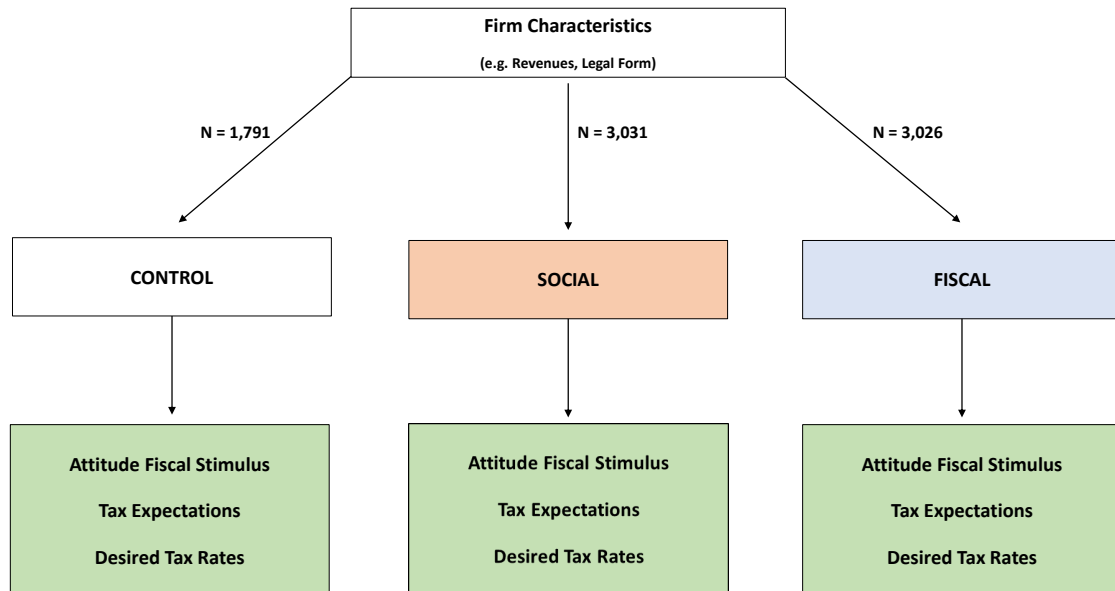 Firm Characteristics
(e.g. Revenues, Legal Form)
N = 1,791
N = 3,031
N = 3,026
CONTROL
SOCIAL
FISCAL
Attitude Fiscal Stimulus
Tax Expectations
Desired Tax Rates
Attitude Fiscal Stimulus
Tax Expectations
Desired Tax Rates
Attitude Fiscal Stimulus
Tax Expectations
Desired Tax Rates